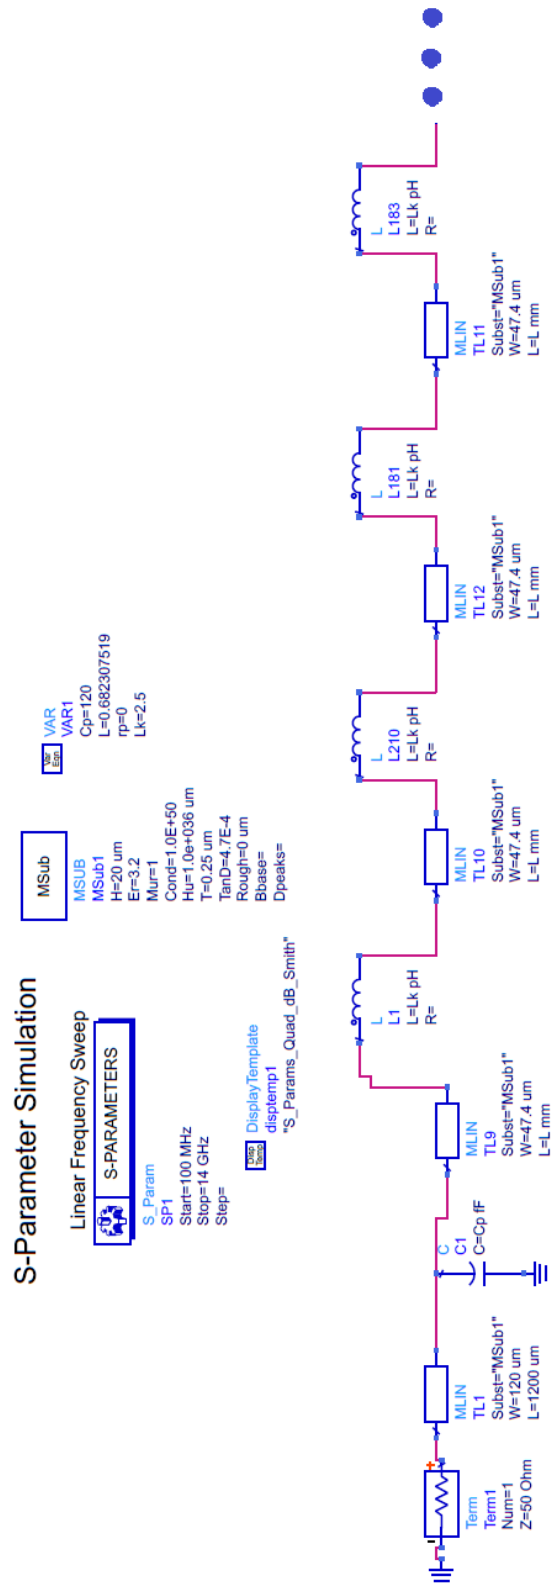 S-Parameter Simulation
Linear Frequency Sweep
S-PARAMETERS
S_Param
SP1
Start=100 MHz
Stop=14 GHz
Step=
Disp
Temp
DisplayTemplate
disptemp1
"S_Params_Quad_dB_Smith"
MSub
MSUB
MSub1
H=20 um
Er=3.2
Mur=1
Cond=1.0E+50
Hu=1.0e+036 um
T=0.25 um
TanD=4.7E-4
Rough=0 um
Bbase=
Dpeaks=
Var
Eqn
VAR
VAR1
Cp=120
L=0.682307519
rp=0
Lk=2.5
Term
Term1
Num=1
Z=50 Ohm
MLIN
TL1
Subst="MSub1"
W=120 um
L=1200 um
C
C1
C=Cp fF
MLIN
TL9
Subst="MSub1"
W=47.4 um
L=L mm
L
L1
L=Lk pH
R=
MLIN
TL10
Subst="MSub1"
W=47.4 um
L=L mm
L
L210
L=Lk pH
R=
MLIN
TL12
Subst="MSub1"
W=47.4 um
L=L mm
L
L181
L=Lk pH
R=
MLIN
TL11
Subst="MSub1"
W=47.4 um
L=L mm
L
L183
L=Lk pH
R=